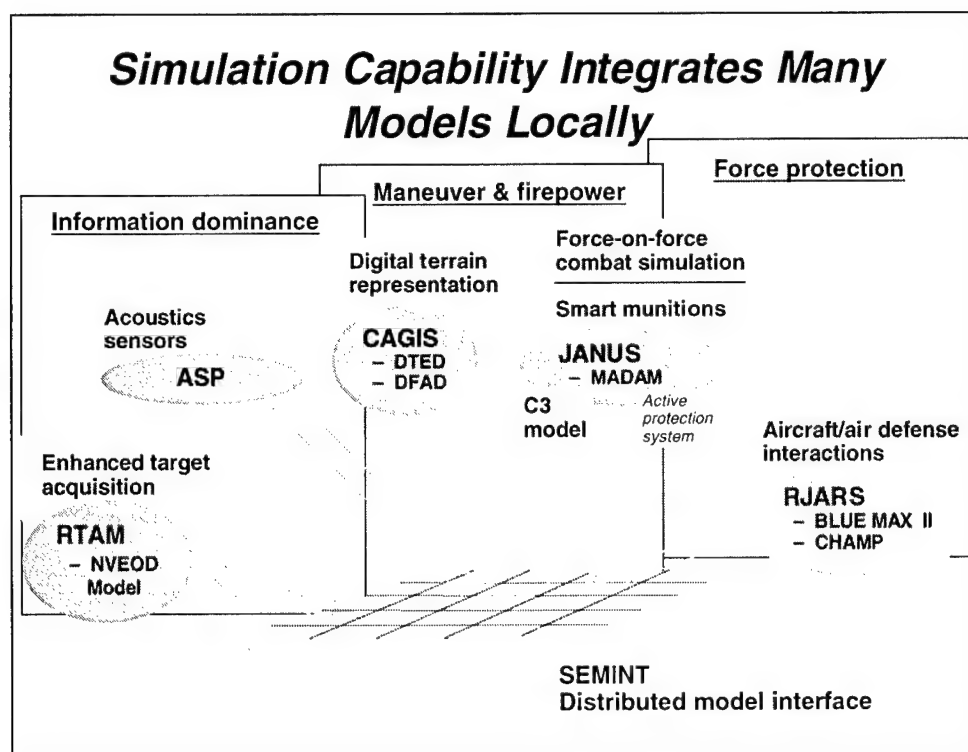 Simulation Capability Integrates Many
Models Locally
Force protection
Maneuver & firepower
Information dominance
Force-on-force
combat simulation
Digital terrain
representation
Smart munitions
Acoustics
sensors
CAGIS
– DTED
– DFAD
JANUS
– MADAM
ASP
C3
model
Active
protection
system
Aircraft/air defense
interactions
Enhanced target
acquisition
RJARS
– BLUE MAX II
– CHAMP
RTAM
– NVEOD
Model
SEMINT
Distributed model interface